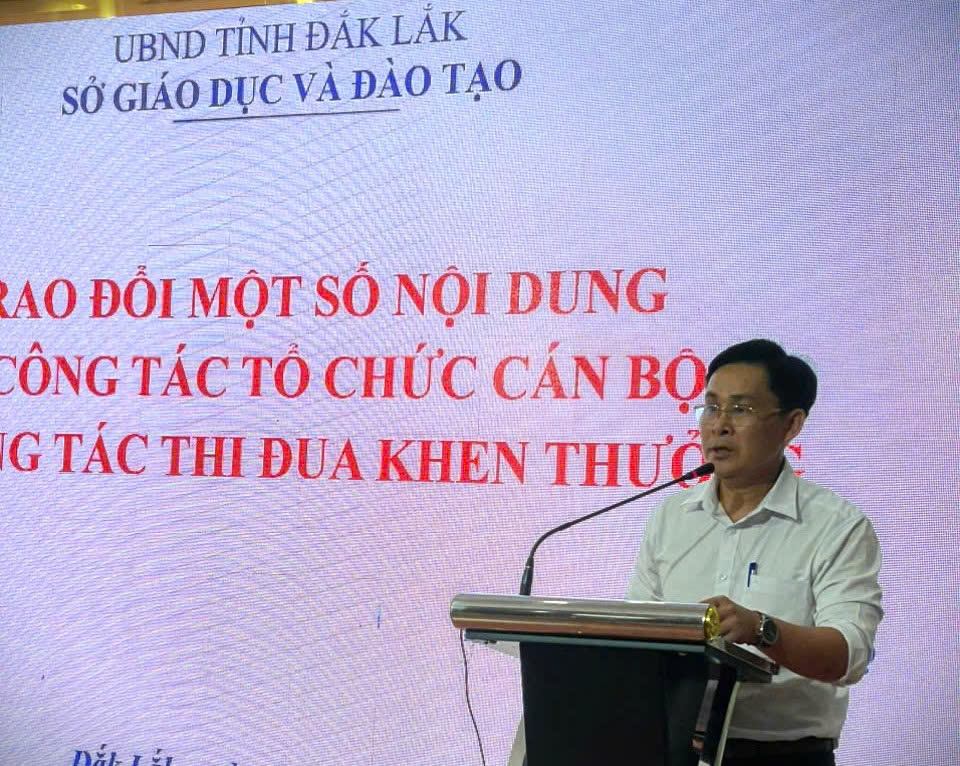 UBND TỈNH ĐẮK LẮK
SỞ GIÁO DỤC VÀ ĐÀO TẠO
RAO ĐỔI MỘT SỐ NỘI DUNG
CÔNG TÁC TỔ CHỨC CÁN BỘ
NG TÁC THI ĐUA KHEN THƯỞNG
Đắk Lắk